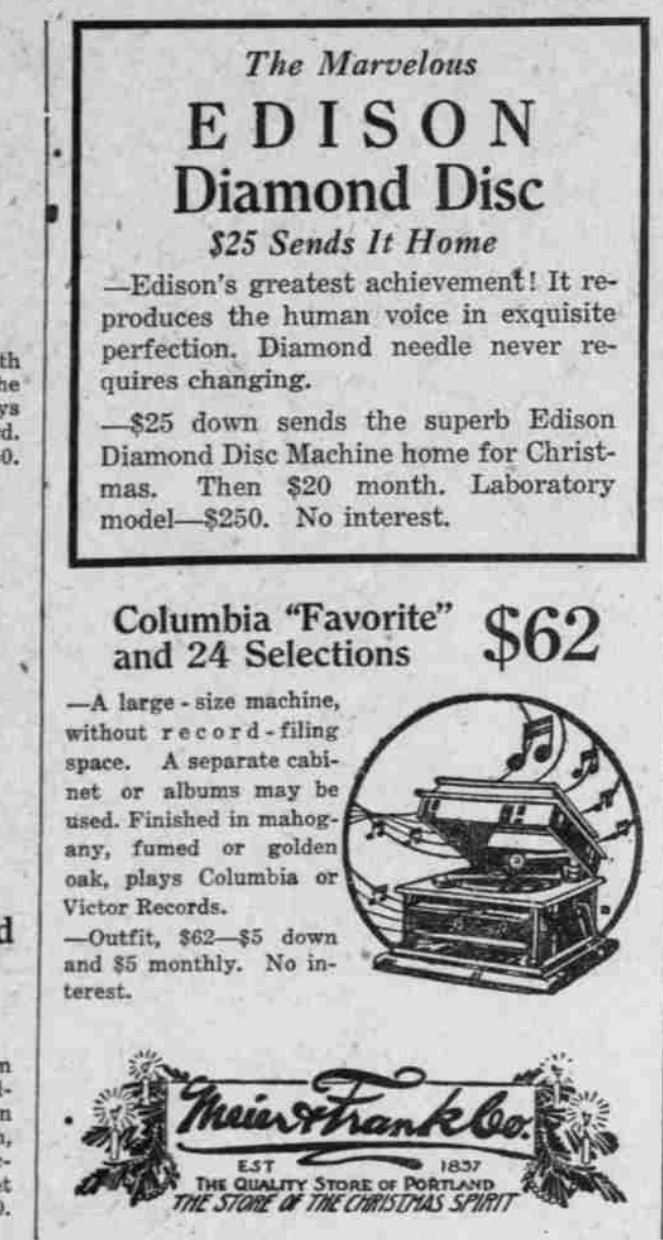 The Marvelous
EDISON
Diamond Disc
$25 Sends It Home
—Edison's greatest achievement! It re-
produces the human voice in exquisite
perfection. Diamond needle never re-
quires changing.
—$25 down sends the superb Edison
Diamond Disc Machine home for Christ-
mas. Then $20 month. Laboratory
model—$250. No interest.
Columbia "Favorite" $62
and 24 Selections
—A large-size machine,
without record-filing
space. A separate cabi-
net or albums may be
used. Finished in mahog-
any, fumed or golden
oak, plays Columbia or
Victor Records.
—Outfit, $62—$5 down
and $5 monthly. No in-
terest.
Meier & Frank Co.
EST 1857
THE QUALITY STORE OF PORTLAND
THE STORE OF THE CHRISTMAS SPIRIT